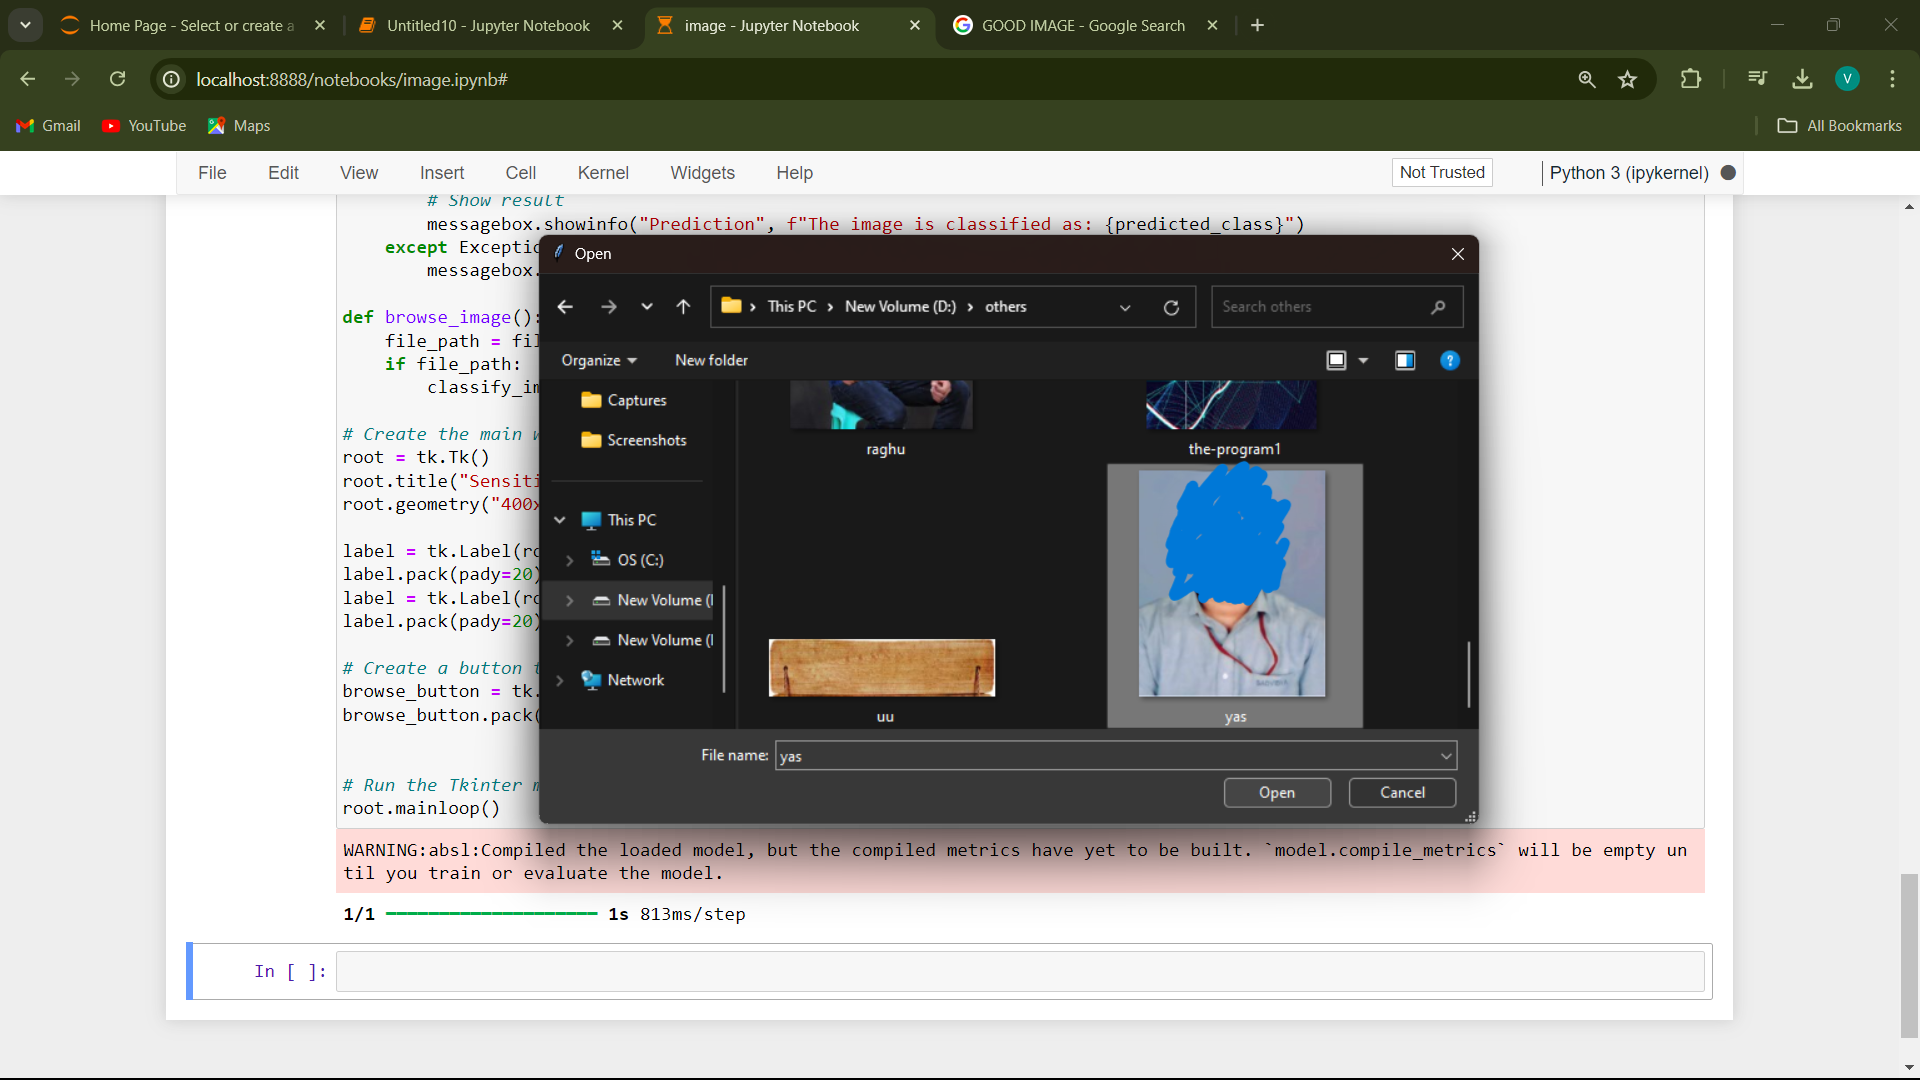 Home Page - Select or create a
Untitled10 - Jupyter Notebook
image - Jupyter Notebook
GOOD IMAGE - Google Search
localhost:8888/notebooks/image.ipynb#
V
Gmail
YouTube
Maps
All Bookmarks
File Edit View Insert Cell Kernel Widgets Help
Not Trusted
Python 3 (ipykernel)
# Show result
messagebox.showinfo("Prediction", f"The image is classified as: {predicted_class}")
except Exceptio
messagebox.
def browse_image():
file_path = fil
if file_path:
classify_im
# Create the main w
root = tk.Tk()
root.title("Sensiti
root.geometry("400x
label = tk.Label(ro
label.pack(pady=20)
label = tk.Label(ro
label.pack(pady=20)
# Create a button t
browse_button = tk.
browse_button.pack(
# Run the Tkinter m
root.mainloop()
Open
This PC › New Volume (D:) › others
Search others
Organize
New folder
Captures
Screenshots
This PC
OS (C:)
New Volume (
New Volume (
Network
raghu
the-program1
uu
yas
File name: yas
Open
Cancel
WARNING:absl:Compiled the loaded model, but the compiled metrics have yet to be built. `model.compile_metrics` will be empty un
til you train or evaluate the model.
1/1 ━━━━━━━━━━━━━━━━━━━━ 1s 813ms/step
In [ ]: